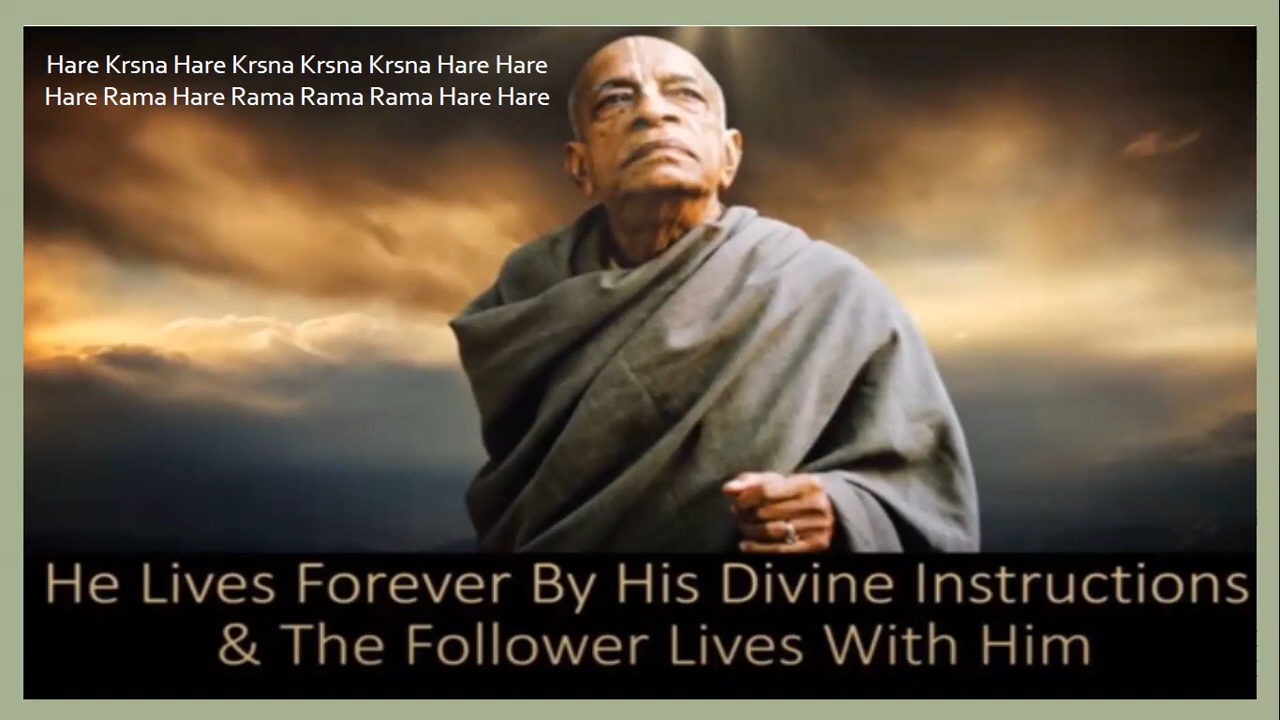 Hare Krsna Hare Krsna Krsna Krsna Hare Hare
Hare Rama Hare Rama Rama Rama Hare Hare
He Lives Forever By His Divine Instructions
& The Follower Lives With Him